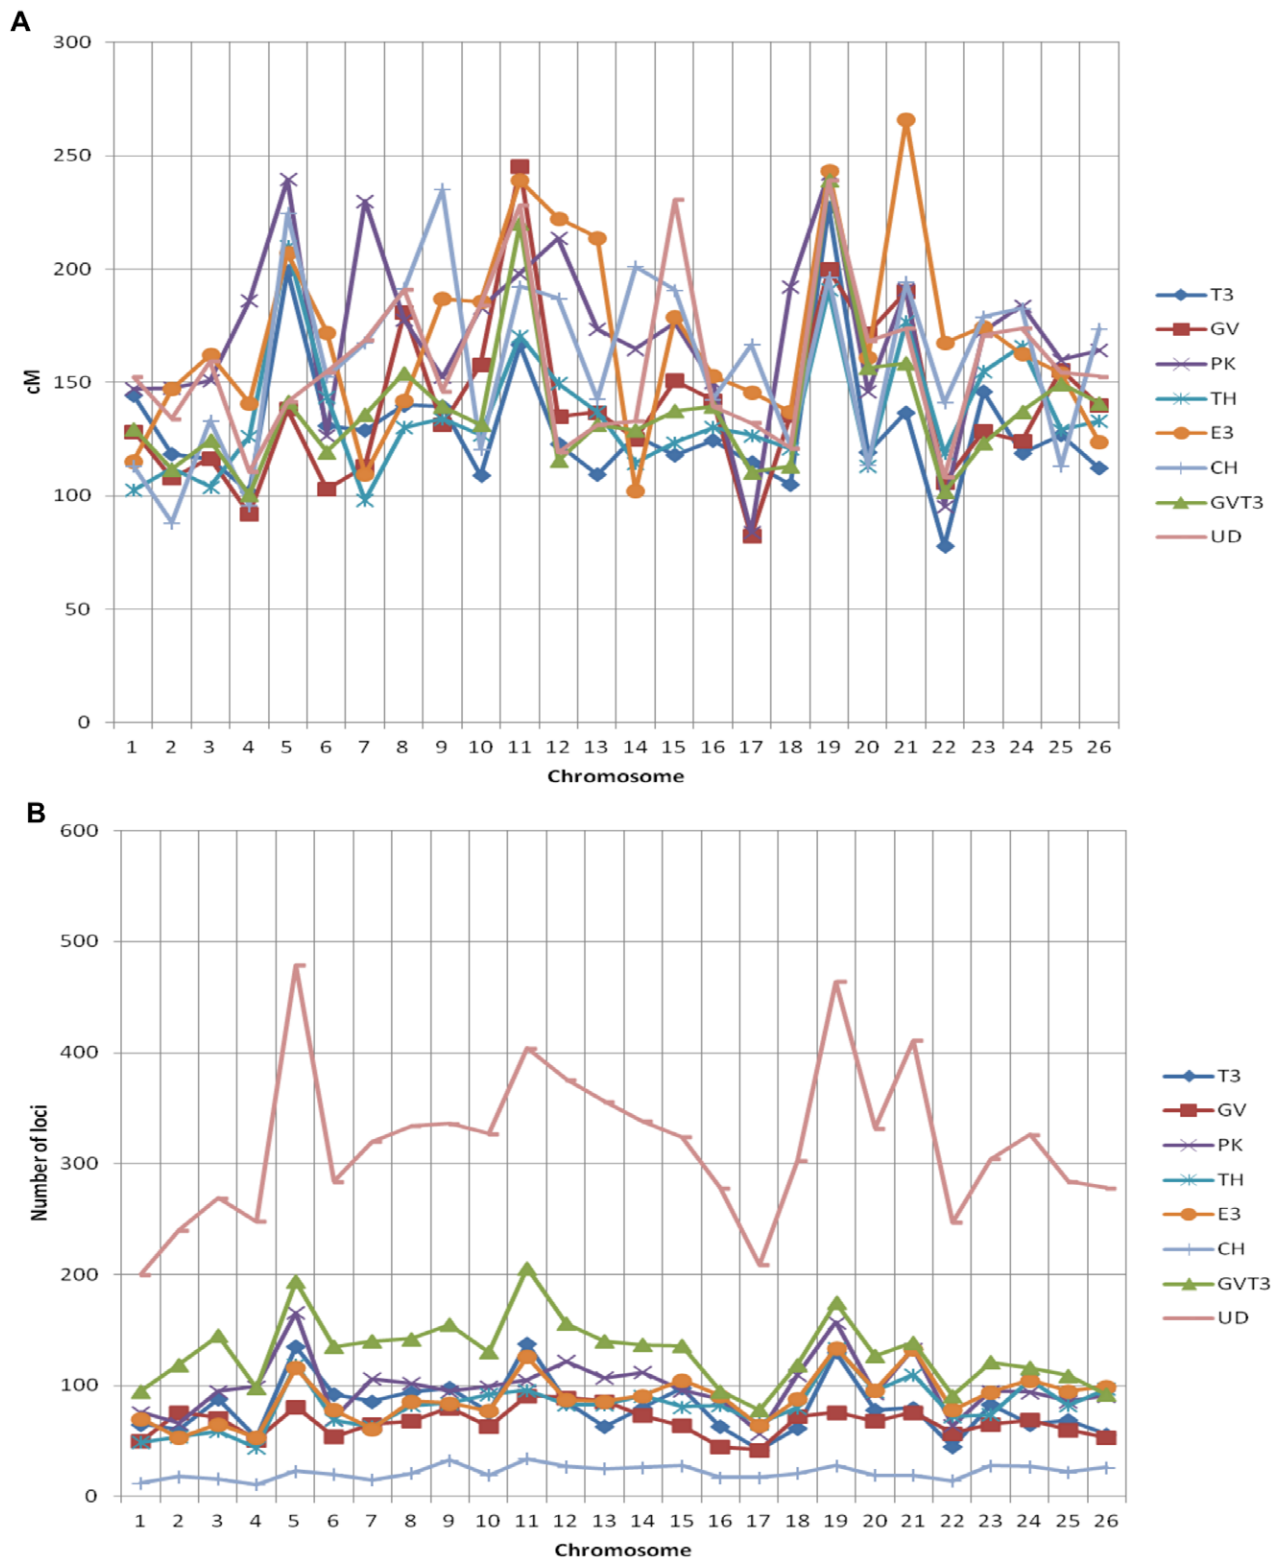 A
300
250
200
150
100
50
0
cM
1 2 3 4 5 6 7 8 9 10 11 12 13 14 15 16 17 18 19 20 21 22 23 24 25 26
Chromosome
T3
GV
PK
TH
E3
CH
GVT3
UD
B
600
500
400
300
200
100
0
Number of loci
1 2 3 4 5 6 7 8 9 10 11 12 13 14 15 16 17 18 19 20 21 22 23 24 25 26
Chromosome
T3
GV
PK
TH
E3
CH
GVT3
UD